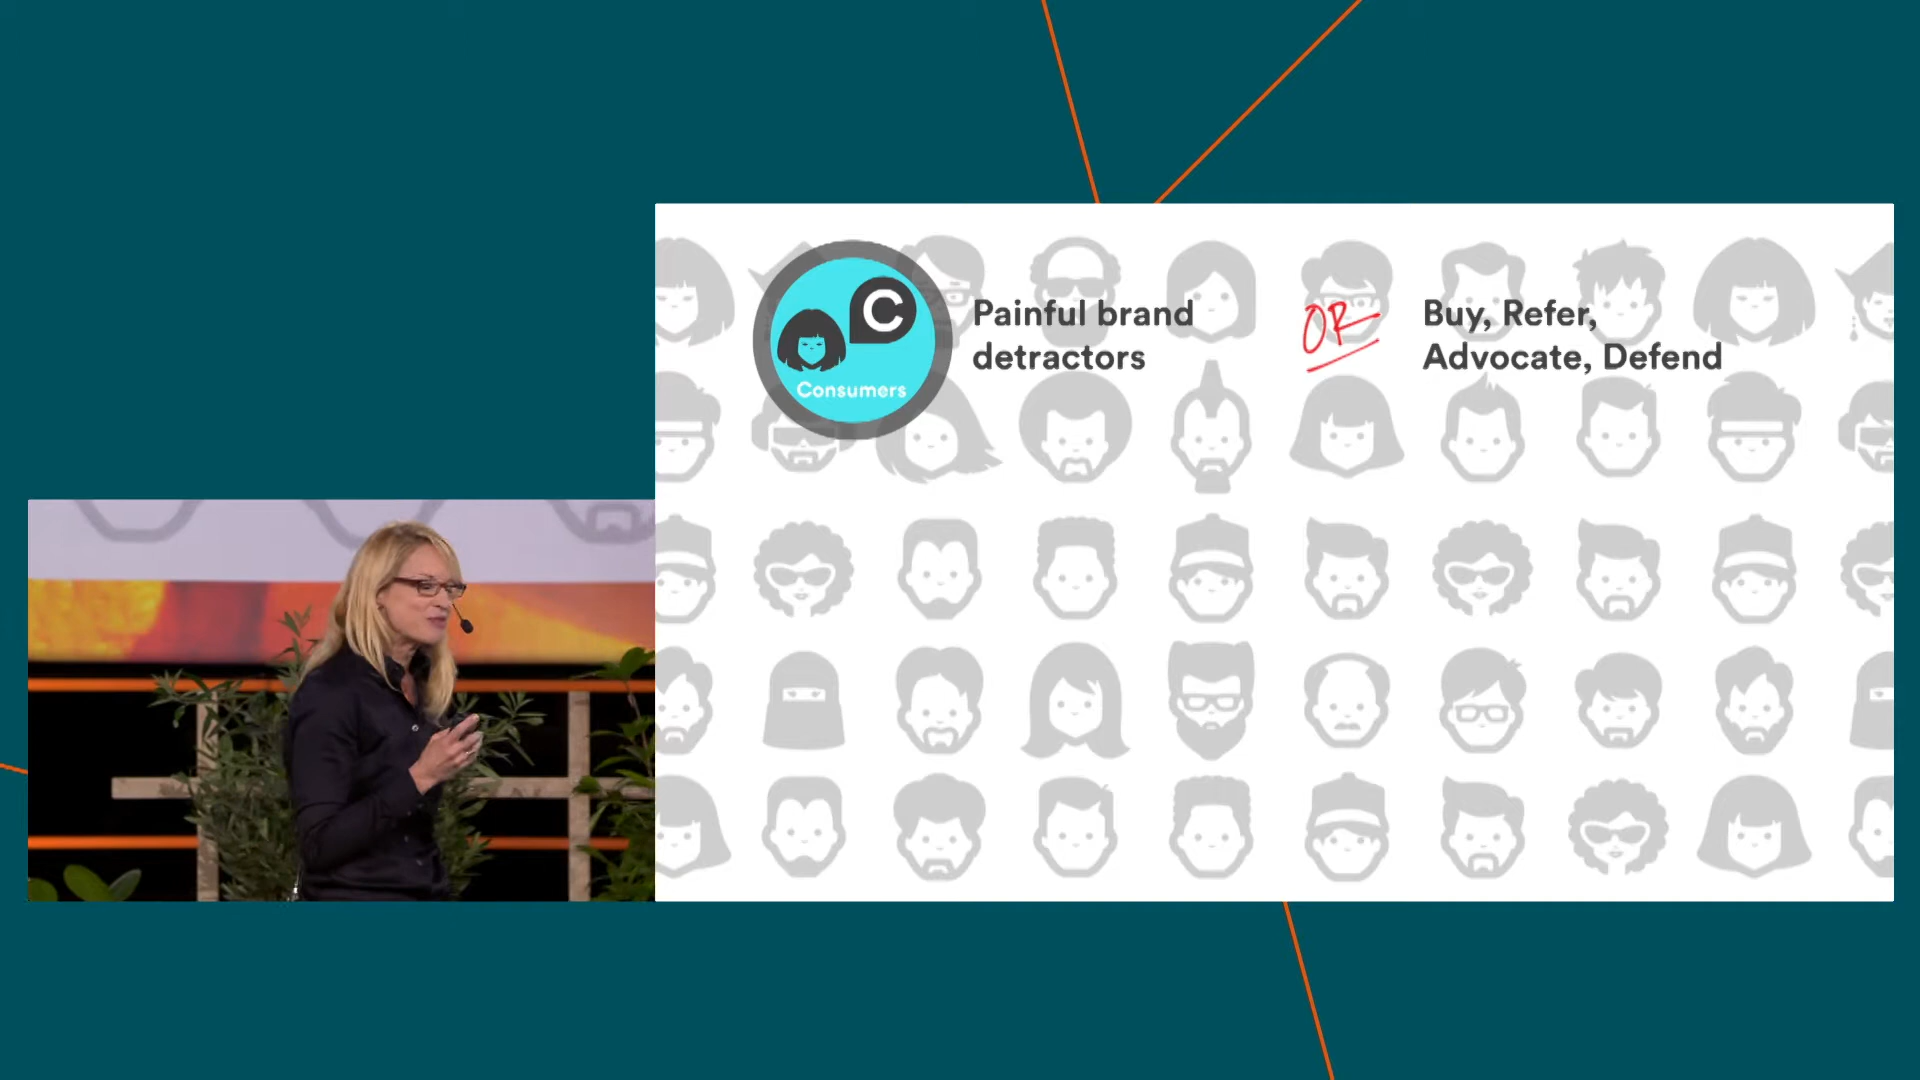 C
Consumers
Painful brand
detractors
OR
Buy, Refer,
Advocate, Defend